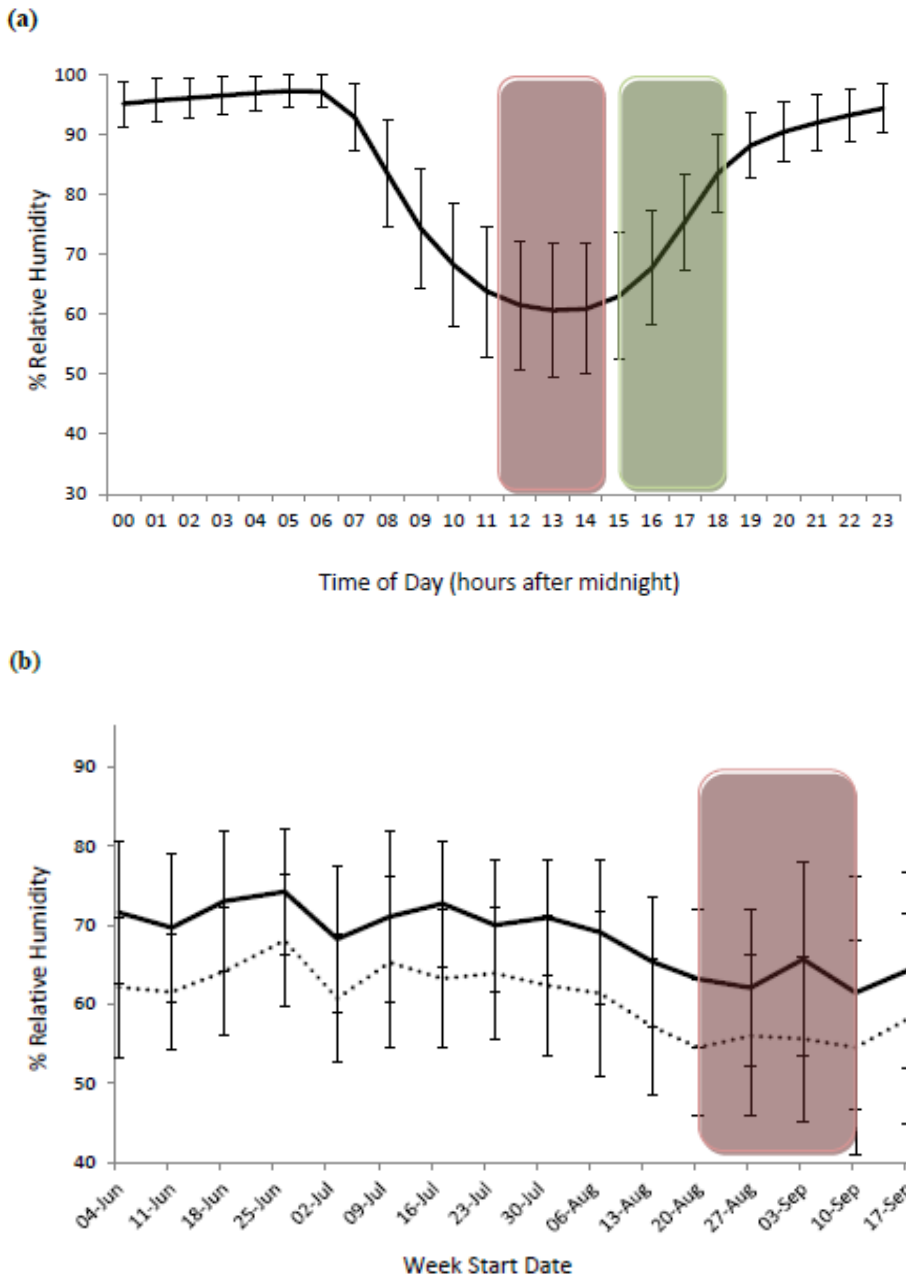 (a)
100
90
80
70
60
50
40
30
% Relative Humidity
00 01 02 03 04 05 06 07 08 09 10 11 12 13 14 15 16 17 18 19 20 21 22 23
Time of Day (hours after midnight)
(b)
90
80
70
60
50
40
% Relative Humidity
04-Jun 11-Jun 18-Jun 25-Jun 02-Jul 09-Jul 16-Jul 23-Jul 30-Jul 06-Aug 13-Aug 20-Aug 27-Aug 03-Sep 10-Sep 17-Sep
Week Start Date